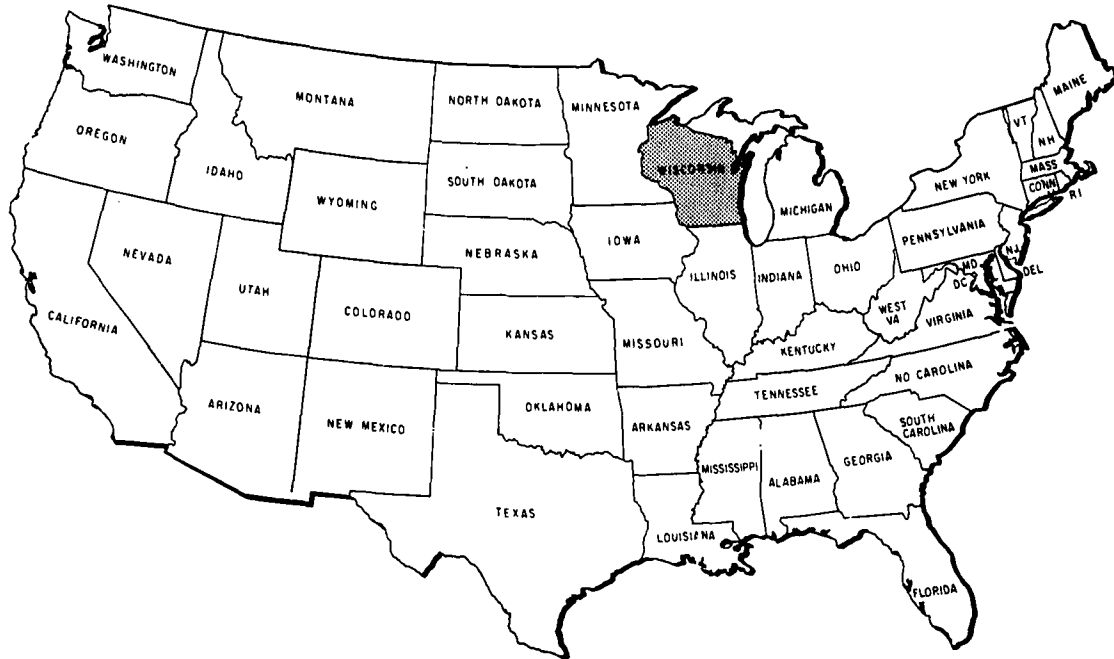 WASHINGTON
MONTANA
NORTH DAKOTA
MINNESOTA
MAINE
OREGON
IDAHO
SOUTH DAKOTA
WISCONSIN
VT
NH
MASS
CONN
RI
NEW YORK
WYOMING
MICHIGAN
NEVADA
UTAH
COLORADO
NEBRASKA
IOWA
ILLINOIS
INDIANA
OHIO
PENNSYLVANIA
NJ
MD
DEL
DC
CALIFORNIA
KANSAS
MISSOURI
WEST
VA
VIRGINIA
KENTUCKY
ARIZONA
NEW MEXICO
OKLAHOMA
ARKANSAS
TENNESSEE
NO CAROLINA
SOUTH
CAROLINA
TEXAS
LOUISIANA
MISSISSIPPI
ALABAMA
GEORGIA
FLORIDA